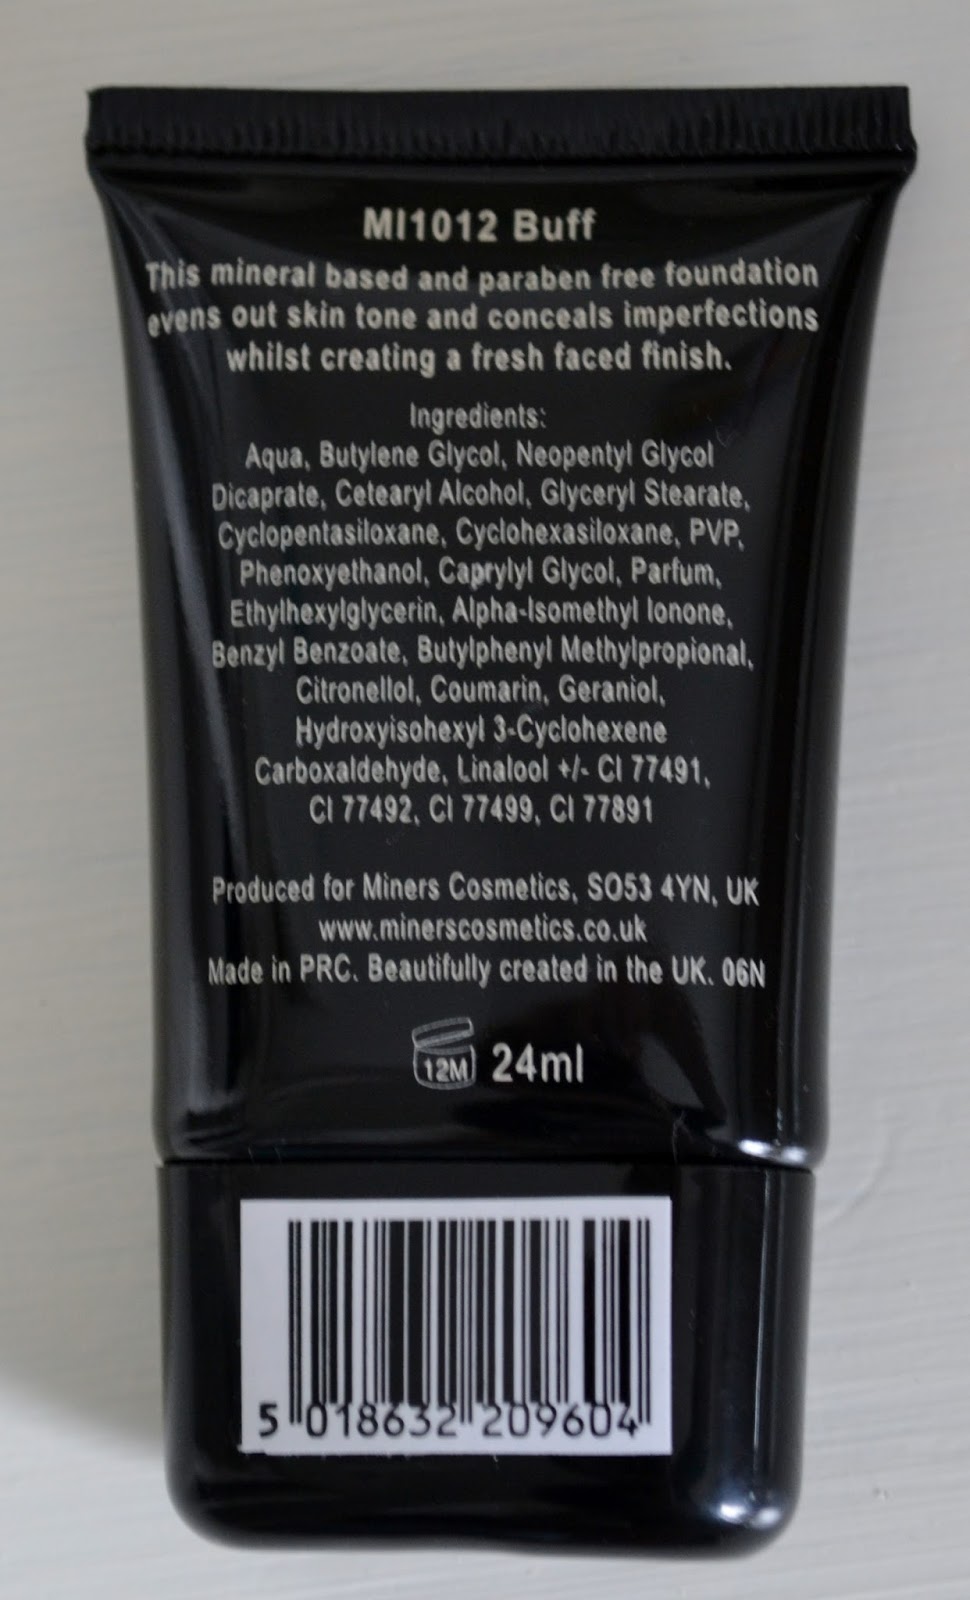 MI1012 Buff
This mineral based and paraben free foundation
evens out skin tone and conceals imperfections
whilst creating a fresh faced finish.
Ingredients:
Aqua, Butylene Glycol, Neopentyl Glycol
Dicaprate, Cetearyl Alcohol, Glyceryl Stearate,
Cyclopentasiloxane, Cyclohexasiloxane, PVP,
Phenoxyethanol, Caprylyl Glycol, Parfum,
Ethylhexylglycerin, Alpha-Isomethyl Ionone,
Benzyl Benzoate, Butylphenyl Methylpropional,
Citronellol, Coumarin, Geraniol,
Hydroxyisohexyl 3-Cyclohexene
Carboxaldehyde, Linalool +/- CI 77491,
CI 77492, CI 77499, CI 77891
Produced for Miners Cosmetics, SO53 4YN, UK
www.minerscosmetics.co.uk
Made in PRC. Beautifully created in the UK. 06N
12M 24ml
5 018632 209604